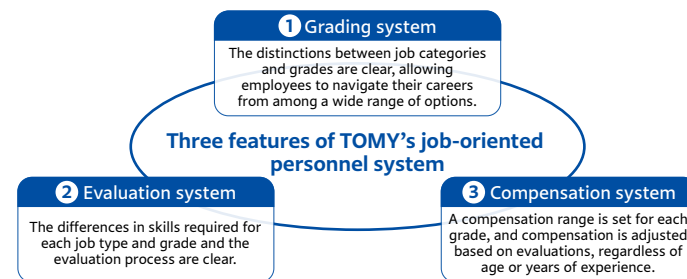 1 Grading system
The distinctions between job categories
and grades are clear, allowing
employees to navigate their careers
from among a wide range of options.
Three features of TOMY's job-oriented
personnel system
2 Evaluation system
The differences in skills required for
each job type and grade and the
evaluation process are clear.
3 Compensation system
A compensation range is set for each
grade, and compensation is adjusted
based on evaluations, regardless of
age or years of experience.